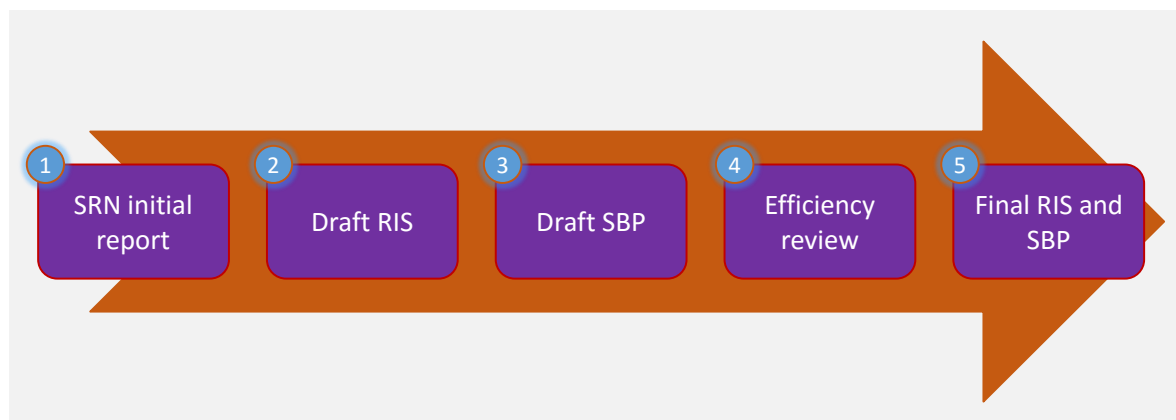 1
SRN initial
report
2
Draft RIS
3
Draft SBP
4
Efficiency
review
5
Final RIS and
SBP